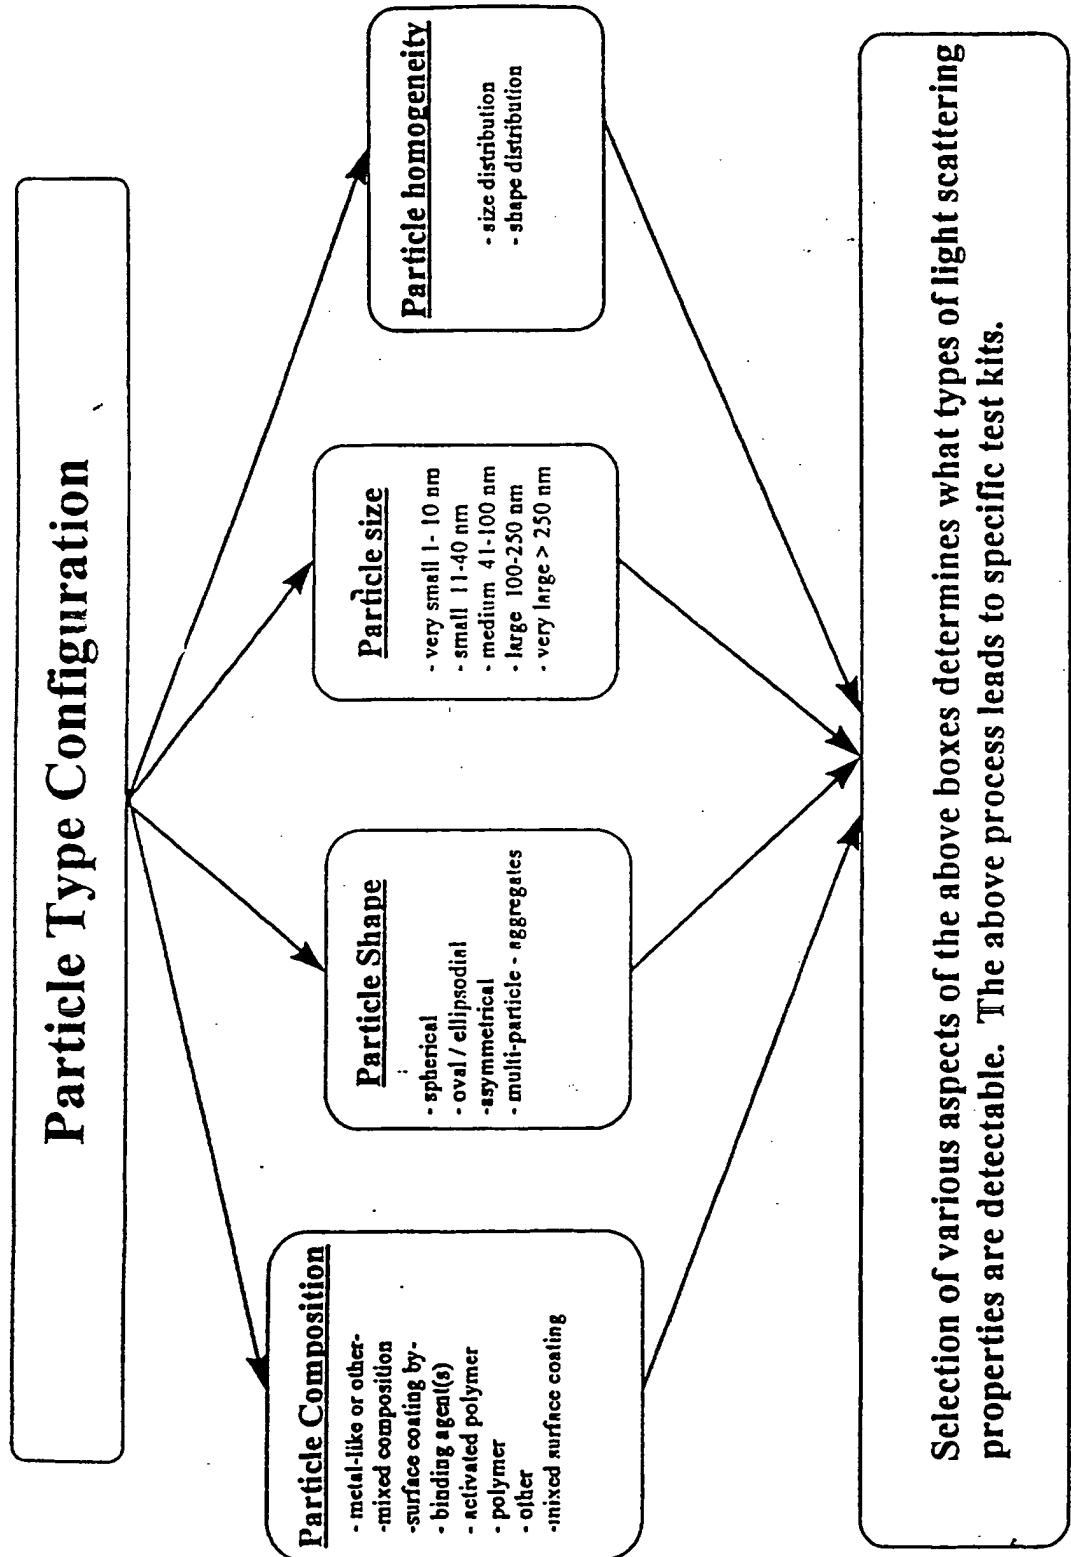 Particle Type Configuration
Particle Composition
- metal-like or other-
-mixed composition
-surface coating by-
- binding agent(s)
- activated polymer
- polymer
- other
-mixed surface coating
Particle Shape
- spherical
- oval / ellipsodial
-asymmetrical
- multi-particle - aggregates
Particle size
- very small 1- 10 nm
- small 11-40 nm
- medium 41-100 nm
- large 100-250 nm
- very large > 250 nm
Particle homogeneity
- size distribution
- shape distribution
Selection of various aspects of the above boxes determines what types of light scattring
properties are detectable. The above process leads to specific test kits.